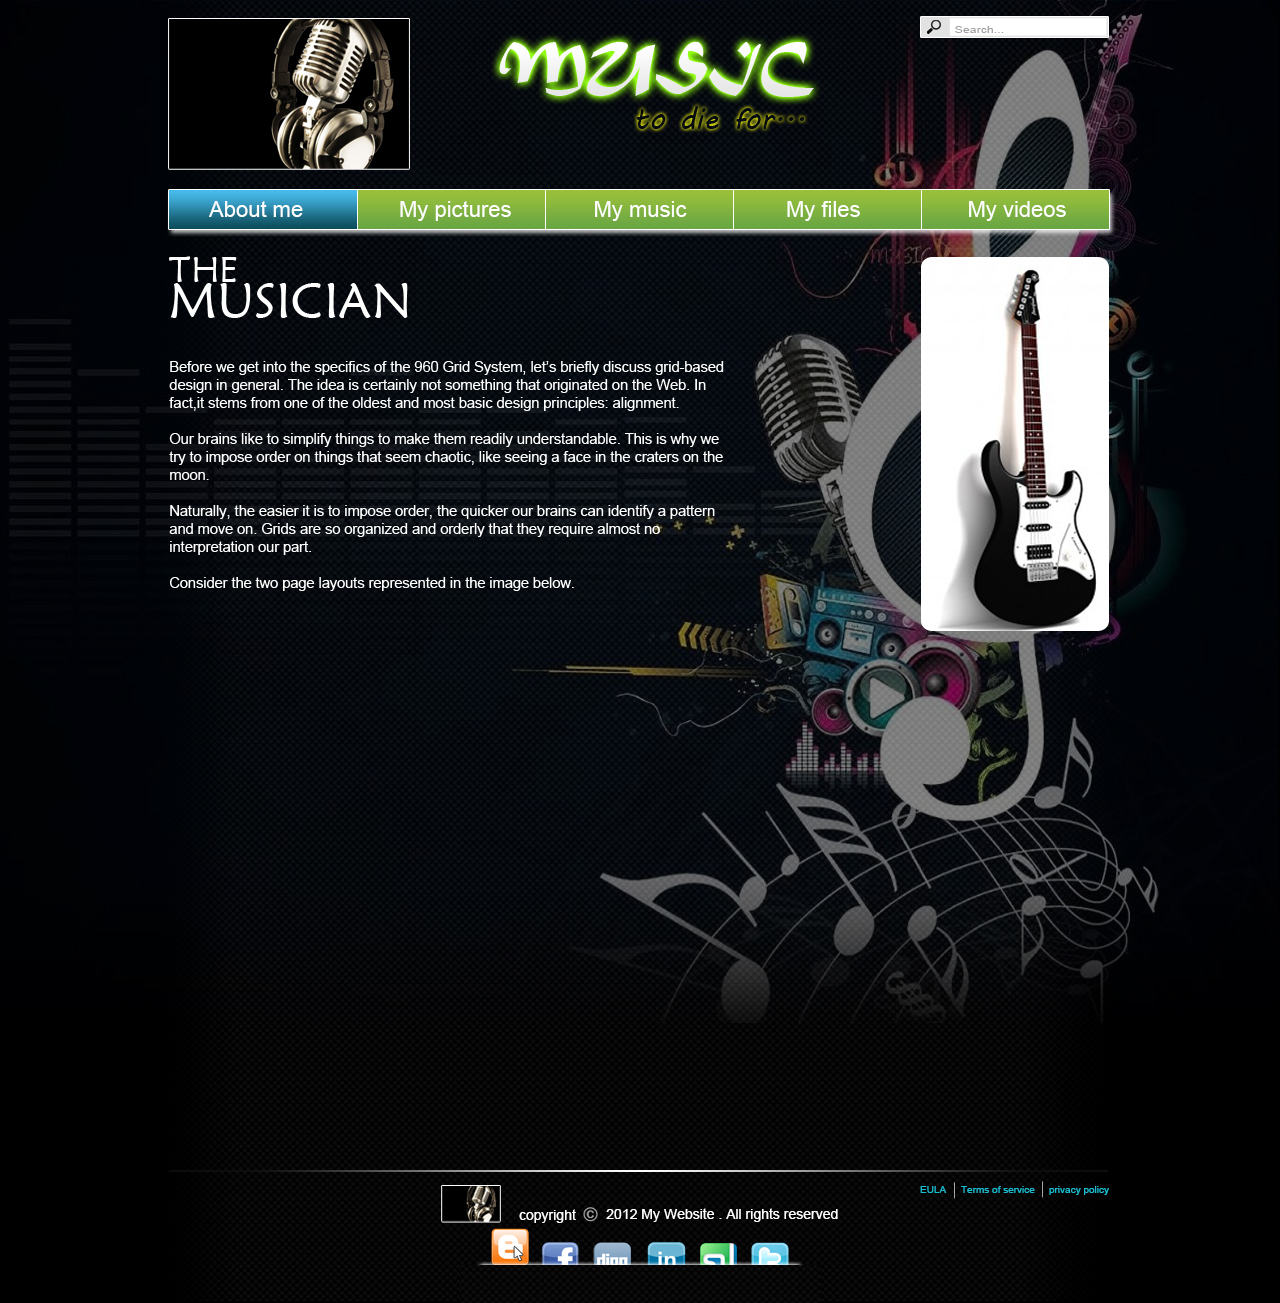 Search...
MUSIC
to die for...
About me
My pictures
My music
My files
My videos
MUSIC
THE
MUSICIAN
Before we get into the specifics of the 960 Grid System, let's briefly discuss grid-based
design in general. The idea is certainly not something that originated on the Web. In
fact,it stems from one of the oldest and most basic design principles: alignment.
Our brains like to simplify things to make them readily understandable. This is why we
try to impose order on things that seem chaotic, like seeing a face in the craters on the
moon.
Naturally, the easier it is to impose order, the quicker our brains can identify a pattern
and move on. Grids are so organized and orderly that they require almost no
interpretation our part.
Consider the two page layouts represented in the image below.
EULA
Terms of service
privacy policy
copyright © 2012 My Website . All rights reserved
digg
in